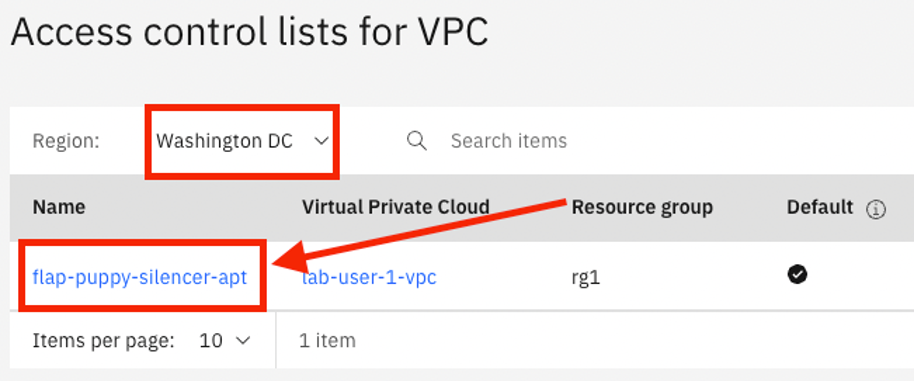 Access control lists for VPC
Region: Washington DC Search items
Name Virtual Private Cloud Resource group Default
flap-puppy-silencer-apt lab-user-1-vpc rg1
Items per page: 10 1 item